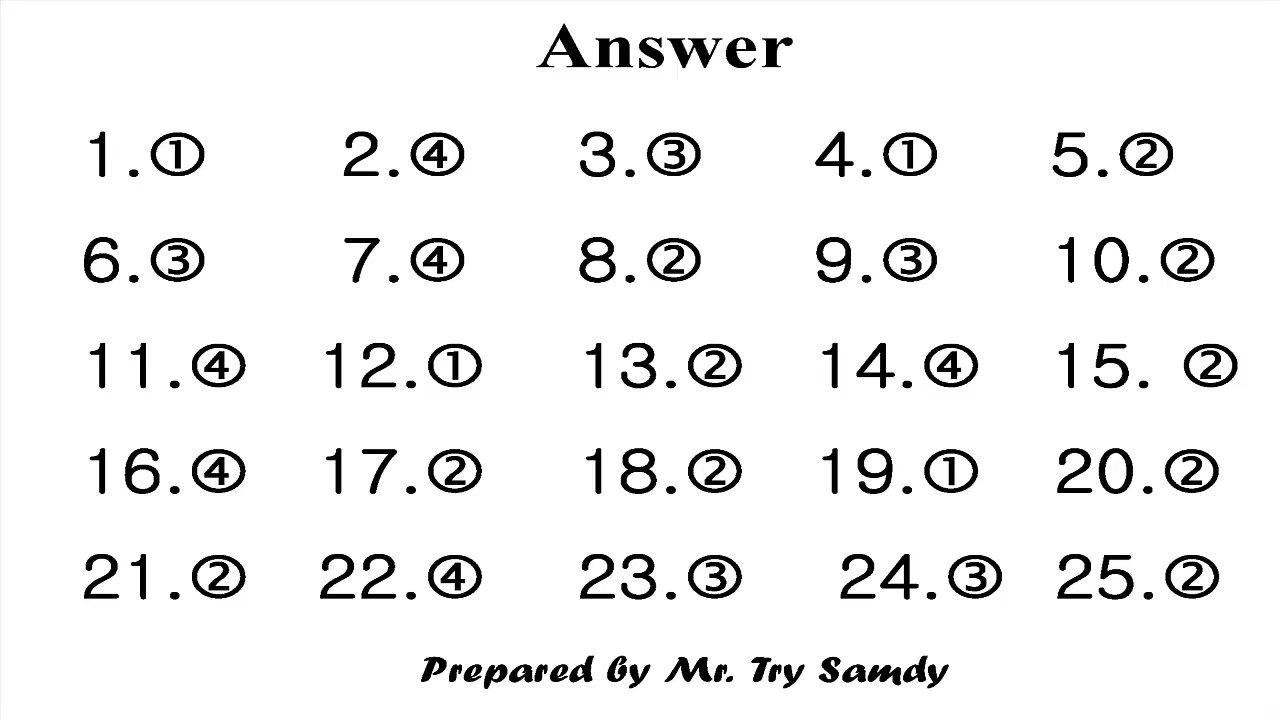 Answer
1.① 2.④ 3.③ 4.① 5.②
6.③ 7.④ 8.② 9.③ 10.②
11.④ 12.① 13.② 14.④ 15. ②
16.④ 17.② 18.② 19.① 20.②
21.② 22.④ 23.③ 24.③ 25.②
Prepared by Mr. Try Samdy